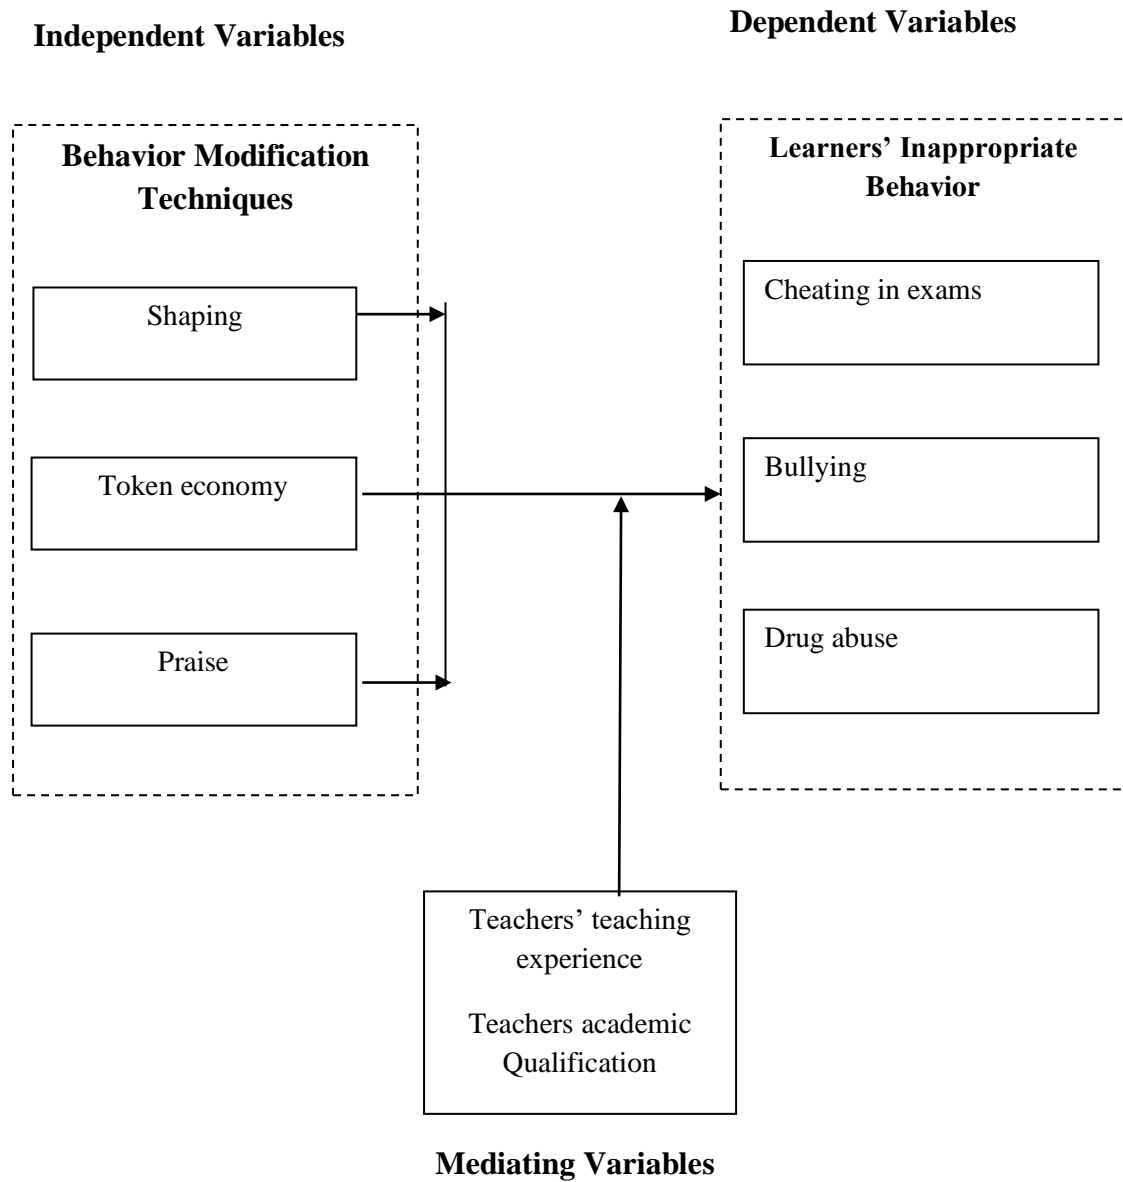 Independent Variables
Dependent Variables
Behavior Modification
Techniques
Shaping
Token economy
Praise
Learners’ Inappropriate
Behavior
Cheating in exams
Bullying
Drug abuse
Teachers’ teaching
experience
Teachers academic
Qualification
Mediating Variables